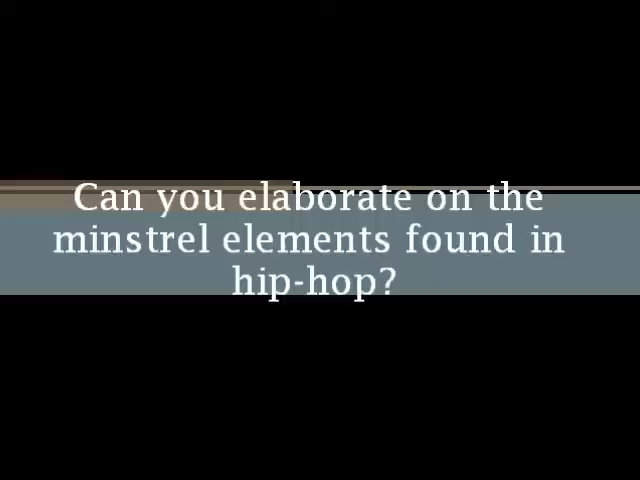 Can you elaborate on the
minstrel elements found in
hip-hop?